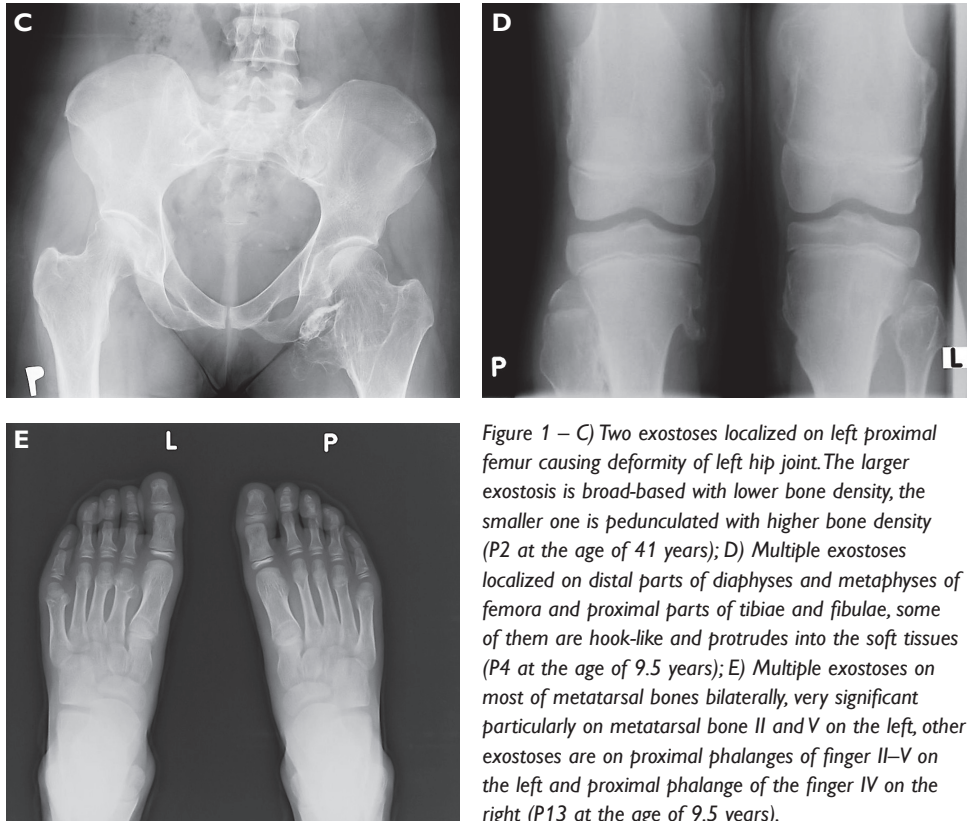 C
D
P
P
L
E
L
P
Figure 1 – C) Two exostoses localized on left proximal
femur causing deformity of left hip joint. The larger
exostosis is broad-based with lower bone density, the
smaller one is pedunculated with higher bone density
(P2 at the age of 41 years); D) Multiple exostoses
localized on distal parts of diaphyses and metaphyses of
femora and proximal parts of tibiae and fibulae, some
of them are hook-like and protrudes into the soft tissues
(P4 at the age of 9.5 years); E) Multiple exostoses on
most of metatarsal bones bilaterally, very significant
particularly on metatarsal bone II and V on the left, other
exostoses are on proximal phalanges of finger II–V on
the left and proximal phalange of the finger IV on the
right (P13 at the age of 9.5 years).